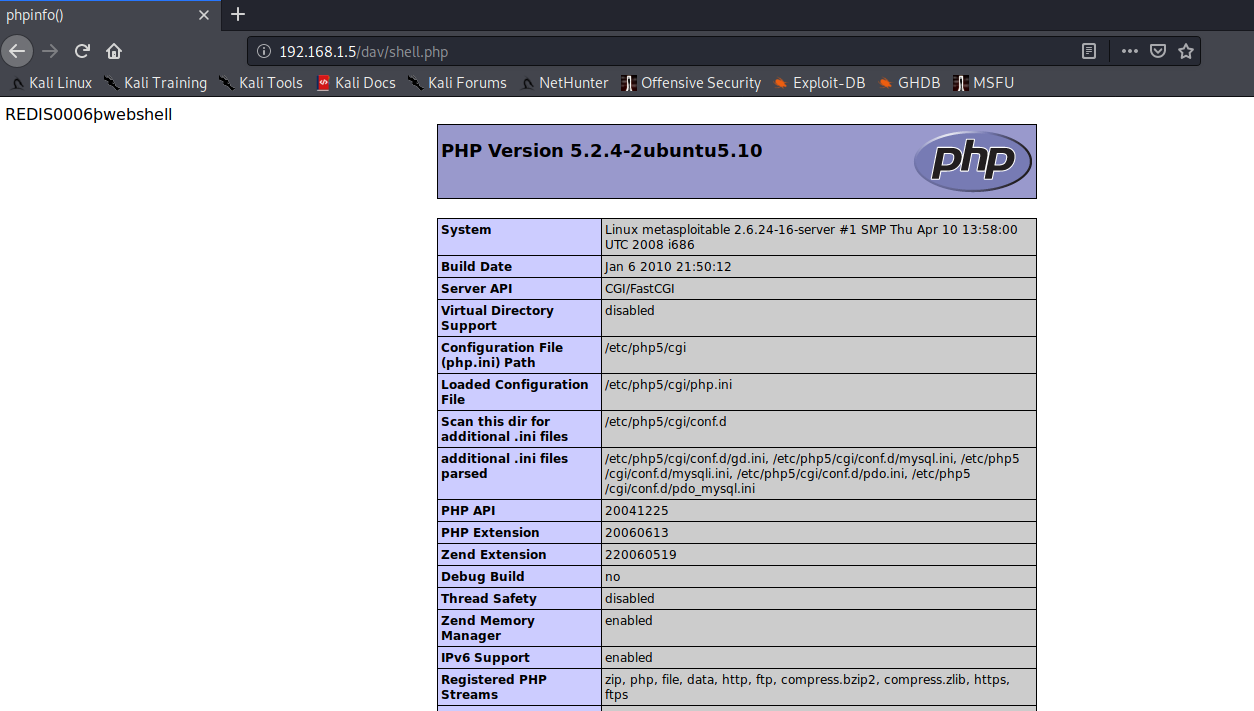 phpinfo()
192.168.1.5/dav/shell.php
Kali Linux Kali Training Kali Tools Kali Docs Kali Forums NetHunter Offensive Security Exploit-DB GHDB MSFU
REDIS0006þwebshell
PHP Version 5.2.4-2ubuntu5.10
php
System Linux metasploitable 2.6.24-16-server #1 SMP Thu Apr 10 13:58:00
UTC 2008 i686
Build Date Jan 6 2010 21:50:12
Server API CGI/FastCGI
Virtual Directory disabled
Support
Configuration File /etc/php5/cgi
(php.ini) Path
Loaded Configuration /etc/php5/cgi/php.ini
File
Scan this dir for /etc/php5/cgi/conf.d
additional .ini files
additional .ini files /etc/php5/cgi/conf.d/gd.ini, /etc/php5/cgi/conf.d/mysql.ini, /etc/php5
parsed /cgi/conf.d/mysqli.ini, /etc/php5/cgi/conf.d/pdo.ini, /etc/php5
/cgi/conf.d/pdo_mysql.ini
PHP API 20041225
PHP Extension 20060613
Zend Extension 220060519
Debug Build no
Thread Safety disabled
Zend Memory enabled
Manager
IPv6 Support enabled
Registered PHP zip, php, file, data, http, ftp, compress.bzip2, compress.zlib, https,
Streams ftps